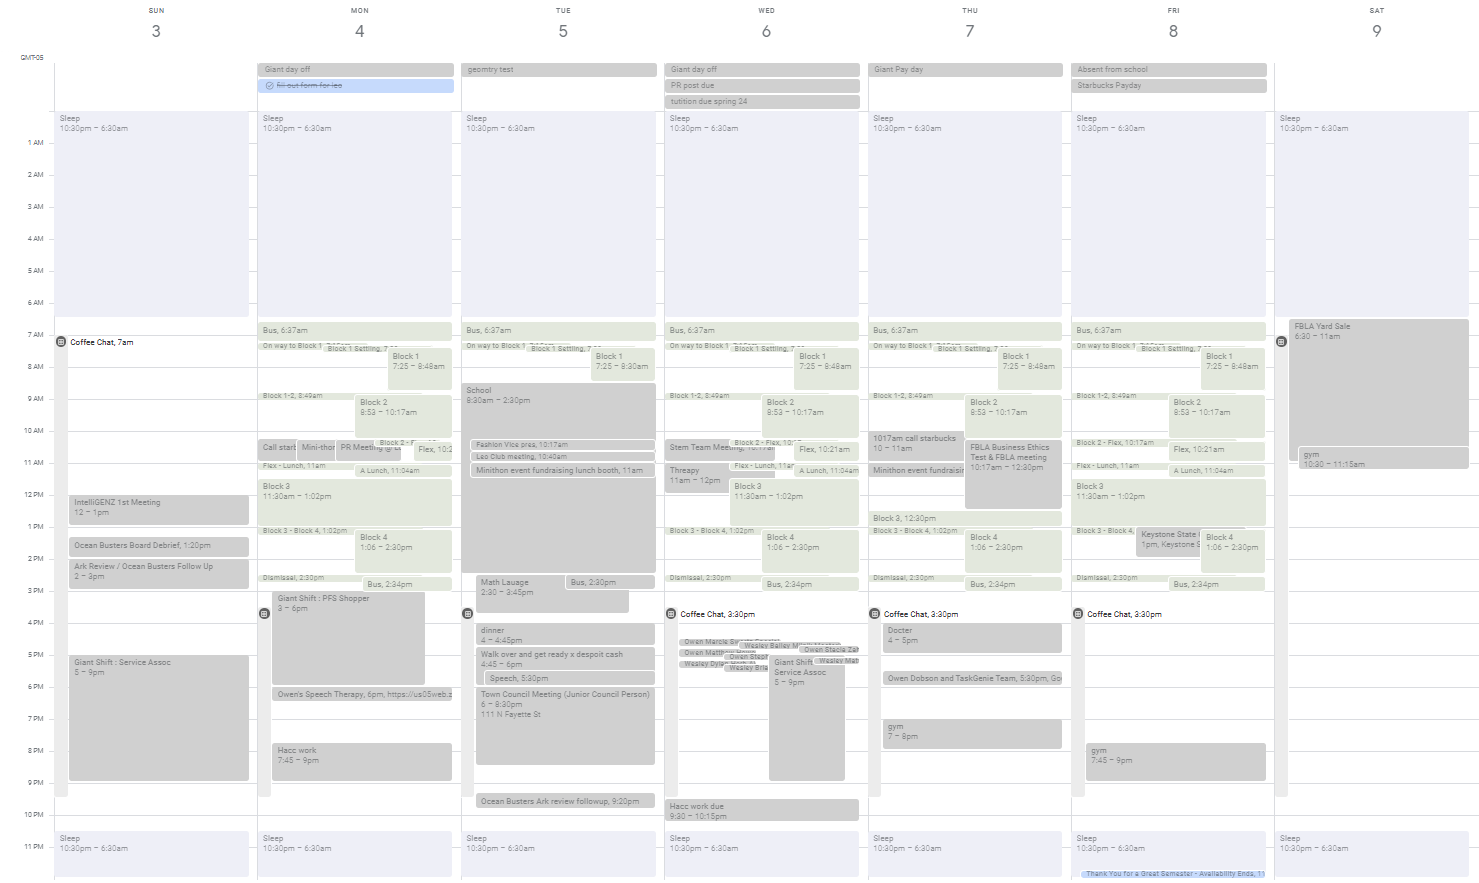 SUN
MON
TUE
WED
THU
FRI
SAT
3
4
5
6
7
8
9
GMT-05
Giant day off
fill out form for leo
geomtry test
Giant day off
PR post due
tutition due spring 24
Giant Pay day
Absent from school
Starbucks Payday
1 AM
2 AM
3 AM
4 AM
5 AM
6 AM
7 AM
8 AM
9 AM
10 AM
11 AM
12 PM
1 PM
2 PM
3 PM
4 PM
5 PM
6 PM
7 PM
8 PM
9 PM
10 PM
11 PM
Sleep
10:30pm – 6:30am
Coffee Chat, 7am
IntelliGENZ 1st Meeting
12 – 1pm
Ocean Busters Board Debrief, 1:20pm
Ark Review / Ocean Busters Follow Up
2 – 3pm
Giant Shift : Service Assoc
5 – 9pm
Sleep
10:30pm – 6:30am
Sleep
10:30pm – 6:30am
Bus, 6:37am
On way to Block 1
Block 1 Settling,
Block 1
7:25 – 8:48am
Block 1-2, 8:49am
Block 2
8:53 – 10:17am
Call start
Mini-thor
PR Meeting @
Block 2 -
Flex, 10:2
Flex - Lunch, 11am
A Lunch, 11:04am
Block 3
11:30am – 1:02pm
Block 3 - Block 4, 1:02pm
Block 4
1:06 – 2:30pm
Dismissal, 2:30pm
Bus, 2:34pm
Giant Shift : PFS Shopper
3 – 6pm
Owen's Speech Therapy, 6pm, https://us05web.z
Hacc work
7:45 – 9pm
Sleep
10:30pm – 6:30am
Sleep
10:30pm – 6:30am
Bus, 6:37am
On way to Block 1
Block 1 Settling,
Block 1
7:25 – 8:30am
School
8:30am – 2:30pm
Fashion Vice pres, 10:17am
Leo Club meeting, 10:40am
Minithon event fundraising lunch booth, 11am
Math Lauage
2:30 – 3:45pm
Bus, 2:30pm
dinner
4 – 4:45pm
Walk over and get ready x despoit cash
4:45 – 6pm
Speech, 5:30pm
Town Council Meeting (Junior Council Person)
6 – 8:30pm
111 N Fayette St
Ocean Busters Ark review followup, 9:20pm
Sleep
10:30pm – 6:30am
Sleep
10:30pm – 6:30am
Bus, 6:37am
On way to Block 1
Block 1 Settling,
Block 1
7:25 – 8:48am
Block 1-2, 8:49am
Block 2
8:53 – 10:17am
Stem Team Meeting,
Block 2 - Flex, 10:17am
Flex, 10:21am
Flex - Lunch, 11am
A Lunch, 11:04am
Threapy
11am – 12pm
Block 3
11:30am – 1:02pm
Block 3 - Block 4, 1:02pm
Block 4
1:06 – 2:30pm
Dismissal, 2:30pm
Bus, 2:34pm
Coffee Chat, 3:30pm
Owen Marcie
Wesley Bailey
Owen Stacie Zah
Owen Matthew
Owen Steph
Wesley Mat
Wesley Dylan
Wesley Brie
Giant Shift
Service Assoc
5 – 9pm
Hacc work due
9:30 – 10:15pm
Sleep
10:30pm – 6:30am
Sleep
10:30pm – 6:30am
Bus, 6:37am
On way to Block 1
Block 1 Settling,
Block 1
7:25 – 8:48am
Block 1-2, 8:49am
Block 2
8:53 – 10:17am
1017am call starbucks
10 – 11am
FBLA Business Ethics
Test & FBLA meeting
10:17am – 12:30pm
Minithon event fundraisin
Block 3, 12:30pm
Block 3 - Block 4, 1:02pm
Block 4
1:06 – 2:30pm
Dismissal, 2:30pm
Bus, 2:34pm
Coffee Chat, 3:30pm
Docter
4 – 5pm
Owen Dobson and TaskGenie Team, 5:30pm, Go
gym
7 – 8pm
Sleep
10:30pm – 6:30am
Sleep
10:30pm – 6:30am
Bus, 6:37am
On way to Block 1
Block 1 Settling,
Block 1
7:25 – 8:48am
Block 1-2, 8:49am
Block 2
8:53 – 10:17am
Block 2 - Flex, 10:17am
Flex, 10:21am
Flex - Lunch, 11am
A Lunch, 11:04am
Block 3
11:30am – 1:02pm
Block 3 - Block 4,
Keystone State
1pm, Keystone S
Block 4
1:06 – 2:30pm
Dismissal, 2:30pm
Bus, 2:34pm
Coffee Chat, 3:30pm
gym
7:45 – 9pm
Sleep
10:30pm – 6:30am
Thank You for a Great Semester - Availability Ends, 11
Sleep
10:30pm – 6:30am
FBLA Yard Sale
6:30 – 11am
gym
10:30 – 11:15am
Sleep
10:30pm – 6:30am